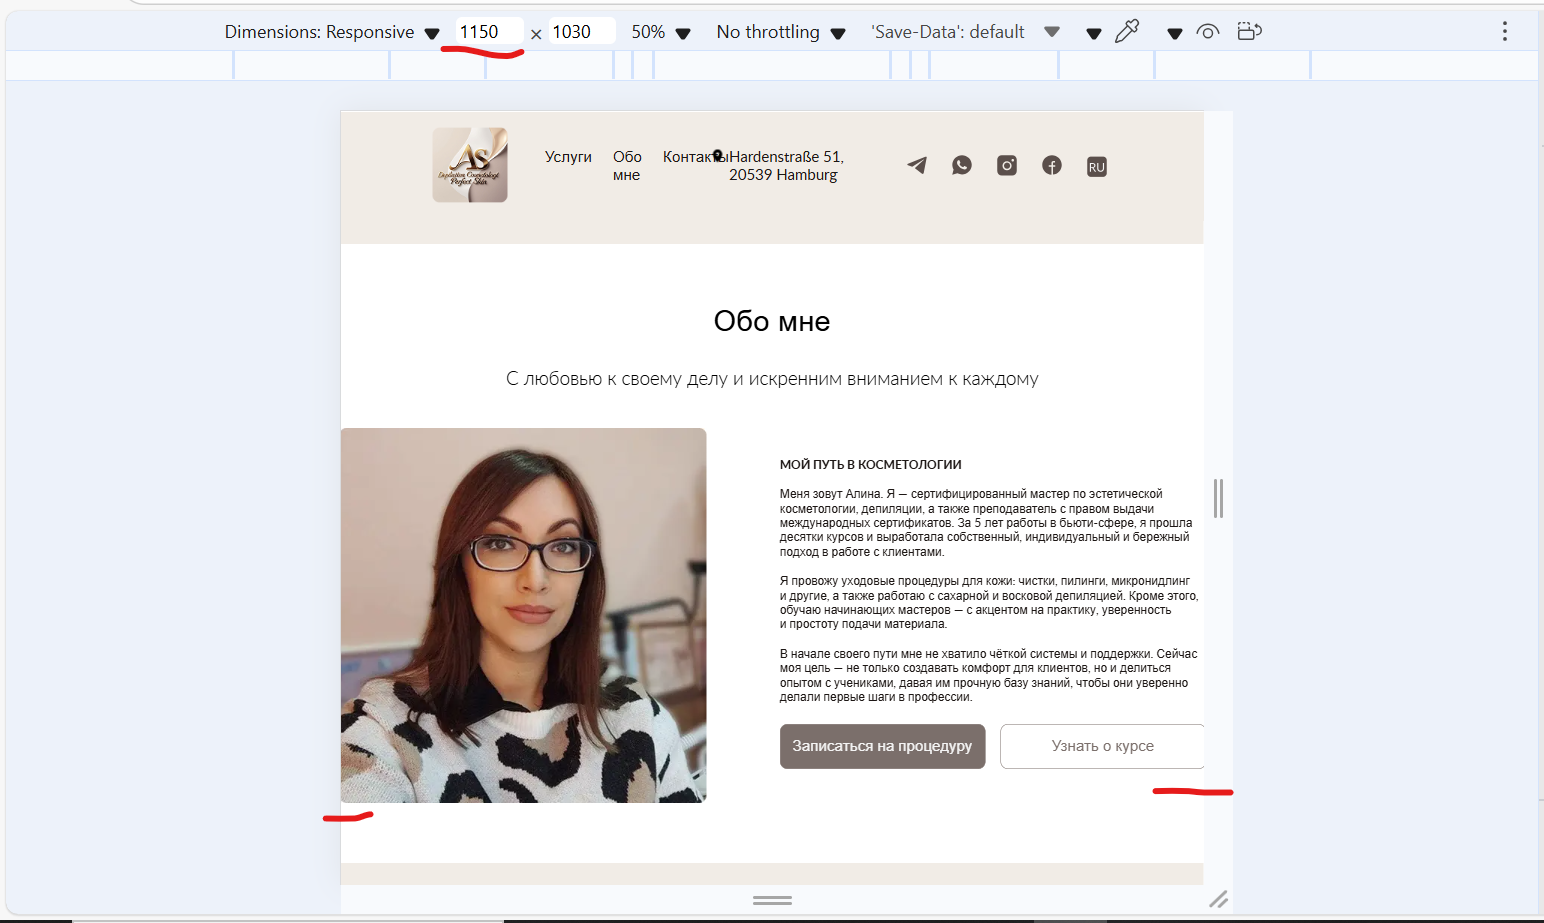 Dimensions: Responsive 1150 × 1030 50% No throttling 'Save-Data': default
AS
Depilation Cosmetologie
Perfect Skin
Услуги
Обо
мне
Контакты
Hardenstraße 51,
20539 Hamburg
RU
Обо мне
С любовью к своему делу и искренним вниманием к каждому
МОЙ ПУТЬ В КОСМЕТОЛОГИИ
Меня зовут Алина. Я — сертифицированный мастер по эстетической
косметологии, депиляции, а также преподаватель с правом выдачи
международных сертификатов. За 5 лет работы в бьюти-сфере, я прошла
десятки курсов и выработала собственный, индивидуальный и бережный
подход в работе с клиентами.
Я провожу уходовые процедуры для кожи: чистки, пилинги, микронидлинг
и другие, а также работаю с сахарной и восковой депиляцией. Кроме этого,
обучаю начинающих мастеров — с акцентом на практику, уверенность
и простоту подачи материала.
В начале своего пути мне не хватило чёткой системы и поддержки. Сейчас
моя цель — не только создавать комфорт для клиентов, но и делиться
опытом с учениками, давая им прочную базу знаний, чтобы они уверенно
делали первые шаги в профессии.
Записаться на процедуру
Узнать о курсе